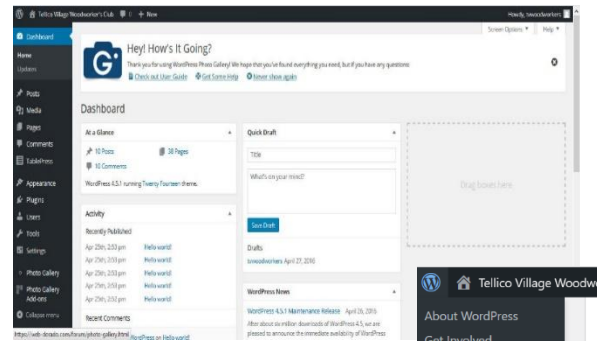 Tellico Village Woodworker's Club 0 + New
Howdy, tvwoodworkers
Screen Options Help
Dashboard
Home
Updates
Posts
Media
Pages
Comments
TablePress
Appearance
Plugins
Users
Tools
Settings
Photo Gallery
Photo Gallery
Add-ons
Collapse menu
Hey! How's It Going?
Thank you for using WordPress Photo Gallery! We hope that you've found everything you need, but if you have any questions:
Check out User Guide Get Some Help Never show again
Dashboard
At a Glance
10 Posts 38 Pages
10 Comments
WordPress 4.5.1 running Twenty Fourteen theme.
Activity
Recently Published
Apr 25th, 2:53 pm Hello world!
Apr 25th, 2:53 pm Hello world!
Apr 25th, 2:53 pm Hello world!
Apr 25th, 2:53 pm Hello world!
Apr 25th, 2:53 pm Hello world!
Recent Comments
WordPress on Hello world!
Quick Draft
Title
What's on your mind?
Save Draft
Drafts
tvwoodworkers April 27, 2016
WordPress News
WordPress 4.5.1 Maintenance Release April 26, 2016
After about six million downloads of WordPress 4.5, we are
pleased to announce the immediate availability of WordPress
Drag boxes here
Tellico Village Woodwo
About WordPress
Get Involved